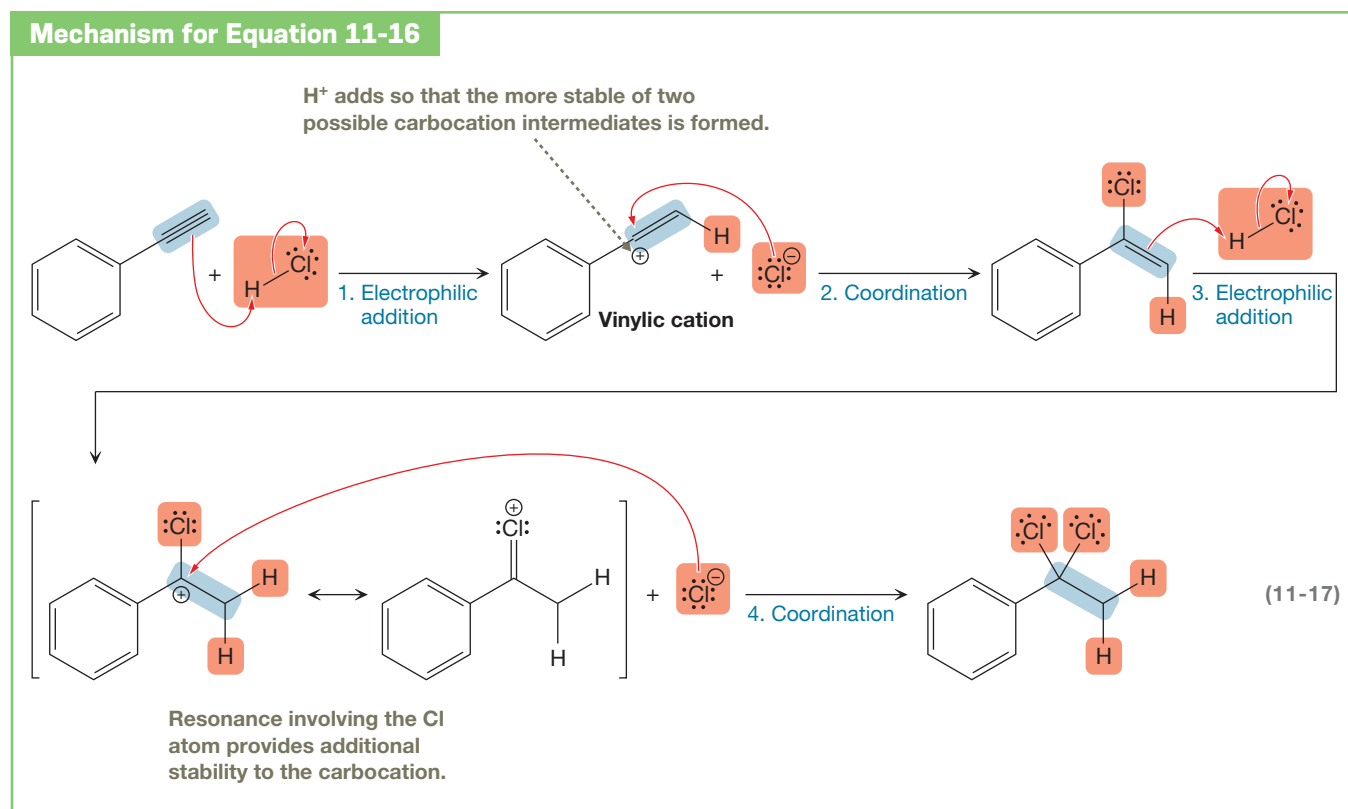 Mechanism for Equation 11-16
H⁺ adds so that the more stable of two
possible carbocation intermediates is formed.
+
H
Cl
1. Electrophilic
addition
⊕
H
Vinylic cation
+
Cl ⊖
2. Coordination
Cl
H
H
Cl
3. Electrophilic
addition
Cl
⊕
H
H
⊕
Cl
H
H
+
Cl ⊖
4. Coordination
Cl Cl
H
H
(11-17)
Resonance involving the Cl
atom provides additional
stability to the carbocation.